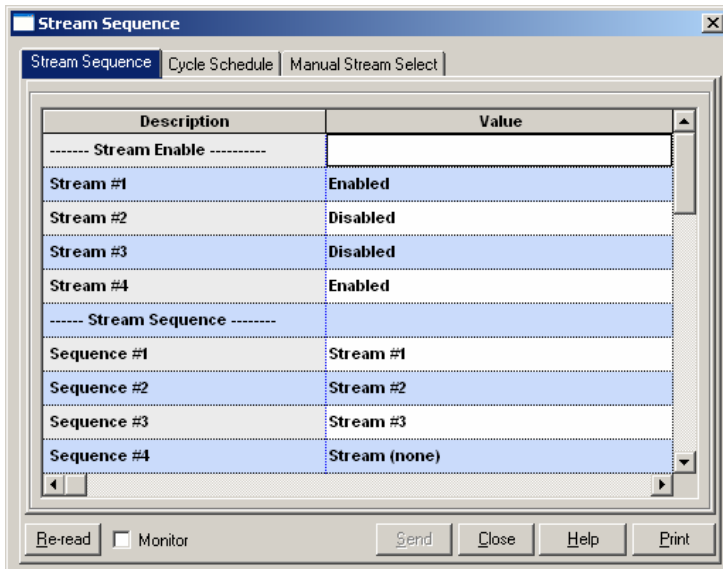 Stream Sequence
Stream Sequence Cycle Schedule Manual Stream Select
Description Value
------- Stream Enable ----------
Stream #1 Enabled
Stream #2 Disabled
Stream #3 Disabled
Stream #4 Enabled
------ Stream Sequence --------
Sequence #1 Stream #1
Sequence #2 Stream #2
Sequence #3 Stream #3
Sequence #4 Stream (none)
Re-read Monitor Send Close Help Print